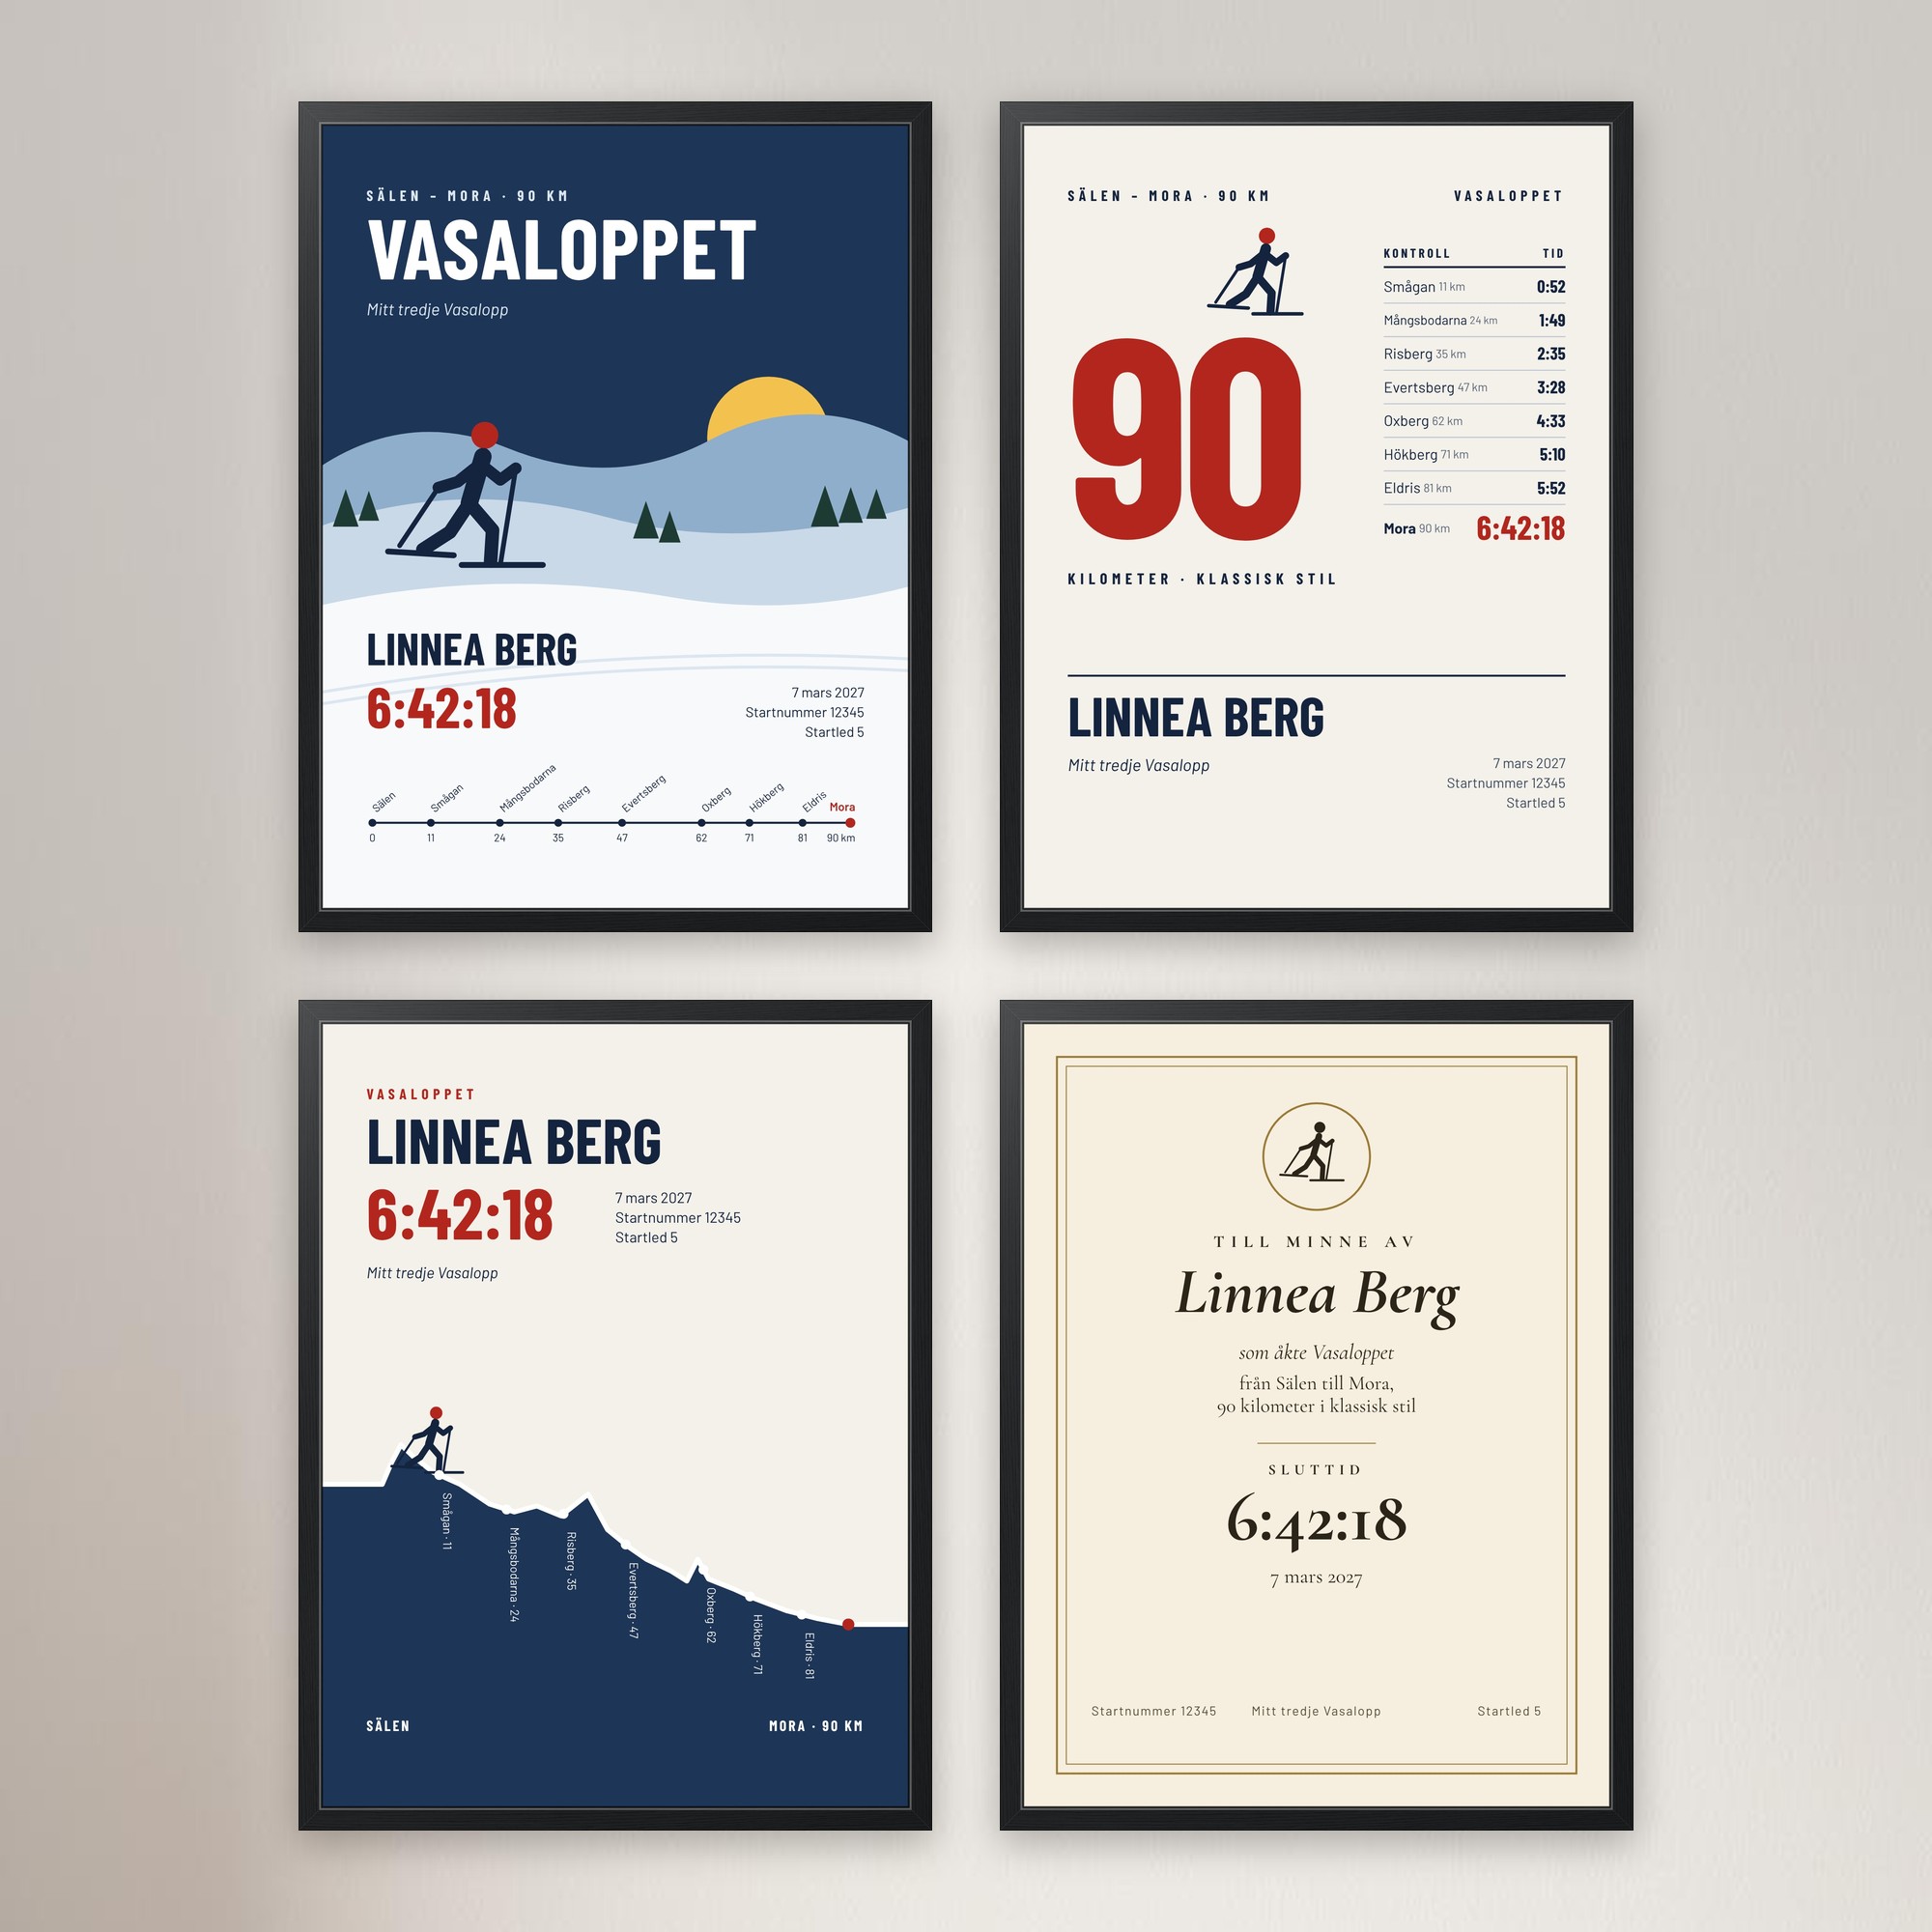 SÄLEN – MORA · 90 KM
VASALOPPET
Mitt tredje Vasalopp
LINNEA BERG
6:42:18
7 mars 2027
Startnummer 12345
Startled 5
Sälen Smågan Mångsbodarna Risberg Evertsberg Oxberg Hökberg Eldris Mora
0 11 24 35 47 62 71 81 90 km
SÄLEN – MORA · 90 KM VASALOPPET
90
KILOMETER · KLASSISK STIL
KONTROLL TID
Smågan 11 km 0:52
Mångsbodarna 24 km 1:49
Risberg 35 km 2:35
Evertsberg 47 km 3:28
Oxberg 62 km 4:33
Hökberg 71 km 5:10
Eldris 81 km 5:52
Mora 90 km 6:42:18
LINNEA BERG
Mitt tredje Vasalopp
7 mars 2027
Startnummer 12345
Startled 5
VASALOPPET
LINNEA BERG
6:42:18
7 mars 2027
Startnummer 12345
Startled 5
Mitt tredje Vasalopp
Smågan · 11
Mångsbodarna · 24
Risberg · 35
Evertsberg · 47
Oxberg · 62
Hökberg · 71
Eldris · 81
SÄLEN MORA · 90 KM
TILL MINNE AV
Linnea Berg
som åkte Vasaloppet
från Sälen till Mora,
90 kilometer i klassisk stil
SLUTTID
6:42:18
7 mars 2027
Startnummer 12345 Mitt tredje Vasalopp Startled 5